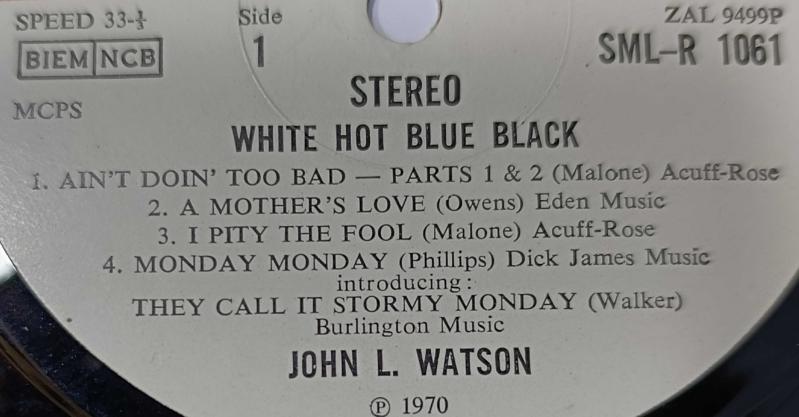 SPEED 33-⅓
Side
1
ZAL 9499P
SML-R 1061
BIEM NCB
MCPS
STEREO
WHITE HOT BLUE BLACK
1. AIN'T DOIN' TOO BAD — PARTS 1 & 2 (Malone) Acuff-Rose
2. A MOTHER'S LOVE (Owens) Eden Music
3. I PITY THE FOOL (Malone) Acuff-Rose
4. MONDAY MONDAY (Phillips) Dick James Music
introducing:
THEY CALL IT STORMY MONDAY (Walker)
Burlington Music
JOHN L. WATSON
℗ 1970